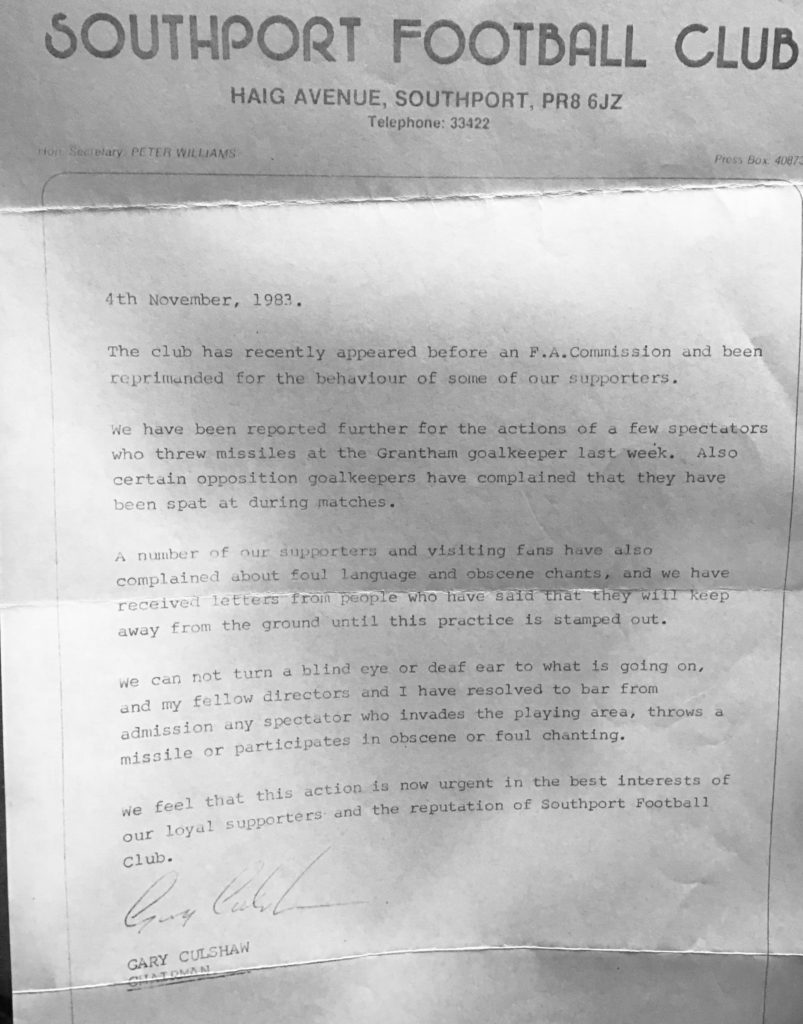 SOUTHPORT FOOTBALL CLUB
HAIG AVENUE, SOUTHPORT, PR8 6JZ
Telephone: 33422
Hon. Secretary: PETER WILLIAMS
Press Box: 40873
4th November, 1983.
The club has recently appeared before an F.A.Commission and been
reprimanded for the behaviour of some of our supporters.
We have been reported further for the actions of a few spectators
who threw missiles at the Grantham goalkeeper last week. Also
certain opposition goalkeepers have complained that they have
been spat at during matches.
A number of our supporters and visiting fans have also
complained about foul language and obscene chants, and we have
received letters from people who have said that they will keep
away from the ground until this practice is stamped out.
We can not turn a blind eye or deaf ear to what is going on,
and my fellow directors and I have resolved to bar from
admission any spectator who invades the playing area, throws a
missile or participates in obscene or foul chanting.
We feel that this action is now urgent in the best interests of
our loyal supporters and the reputation of Southport Football
Club.
Gary Culshaw
GARY CULSHAW
CHAIRMAN